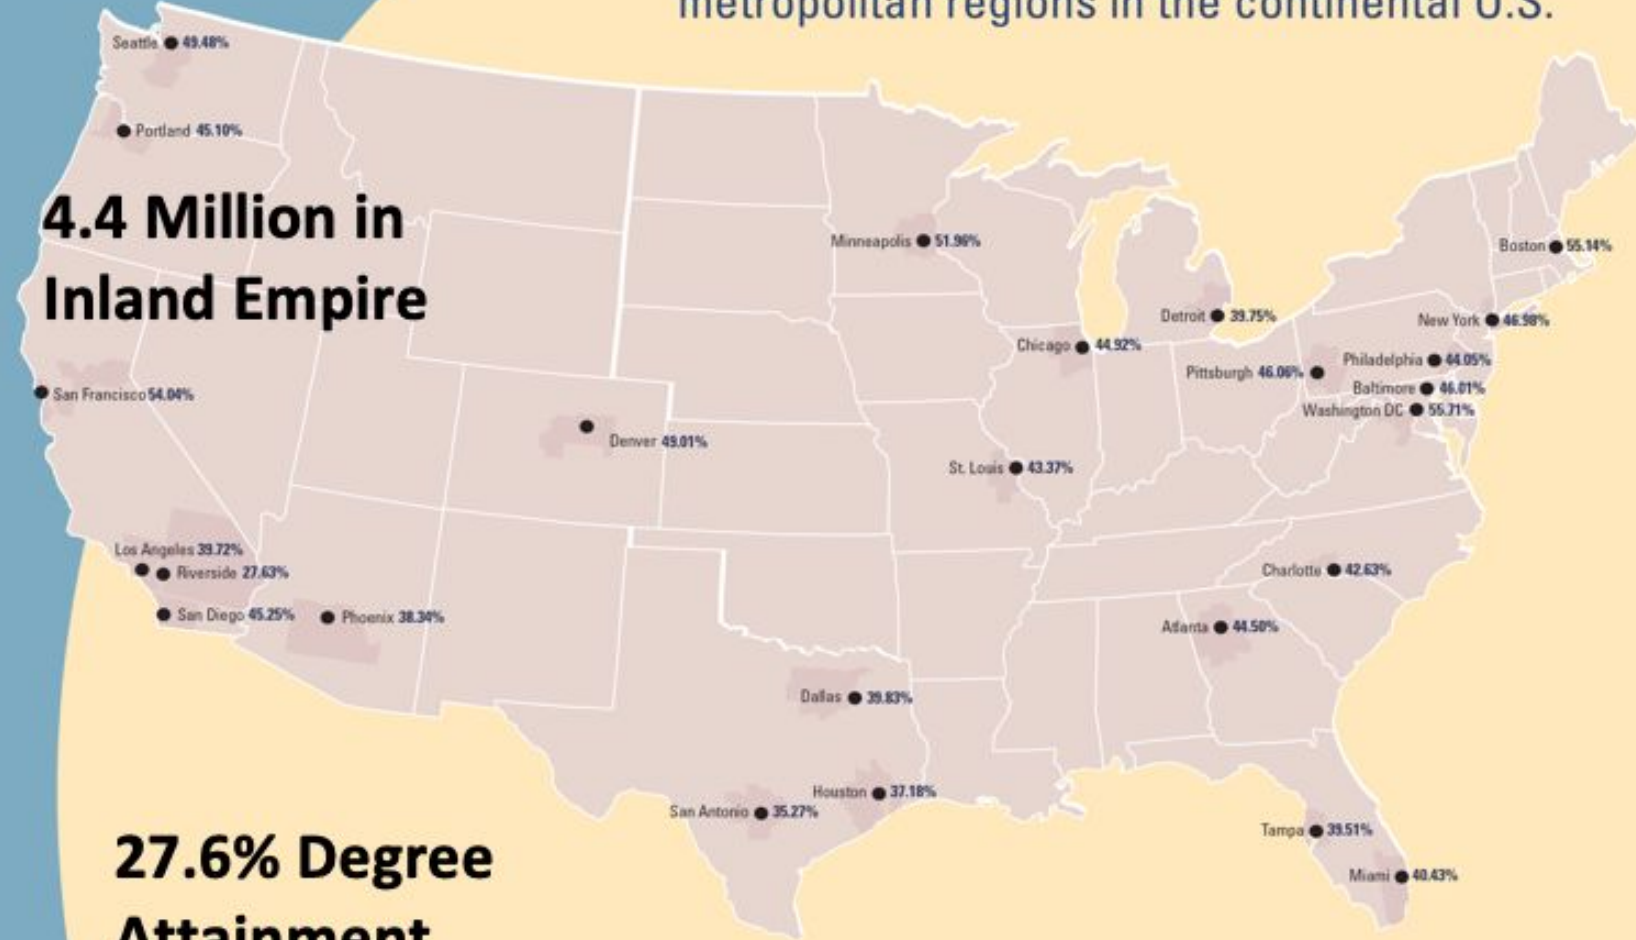 metropolitan regions in the continental U.S.
Seattle 49.48%
Portland 45.10%
4.4 Million in
Inland Empire
Minneapolis 51.96%
Boston 55.14%
Detroit 39.75%
New York 46.98%
Chicago 44.92%
Philadelphia 44.05%
Pittsburgh 46.06%
Baltimore 46.01%
San Francisco 54.04%
Washington DC 55.71%
Denver 49.01%
St. Louis 43.37%
Los Angeles 39.72%
Riverside 27.63%
Charlotte 42.63%
San Diego 45.25%
Phoenix 38.34%
Atlanta 44.50%
Dallas 39.83%
Houston 37.18%
San Antonio 35.27%
Tampa 39.51%
27.6% Degree
Miami 40.43%
Attainment